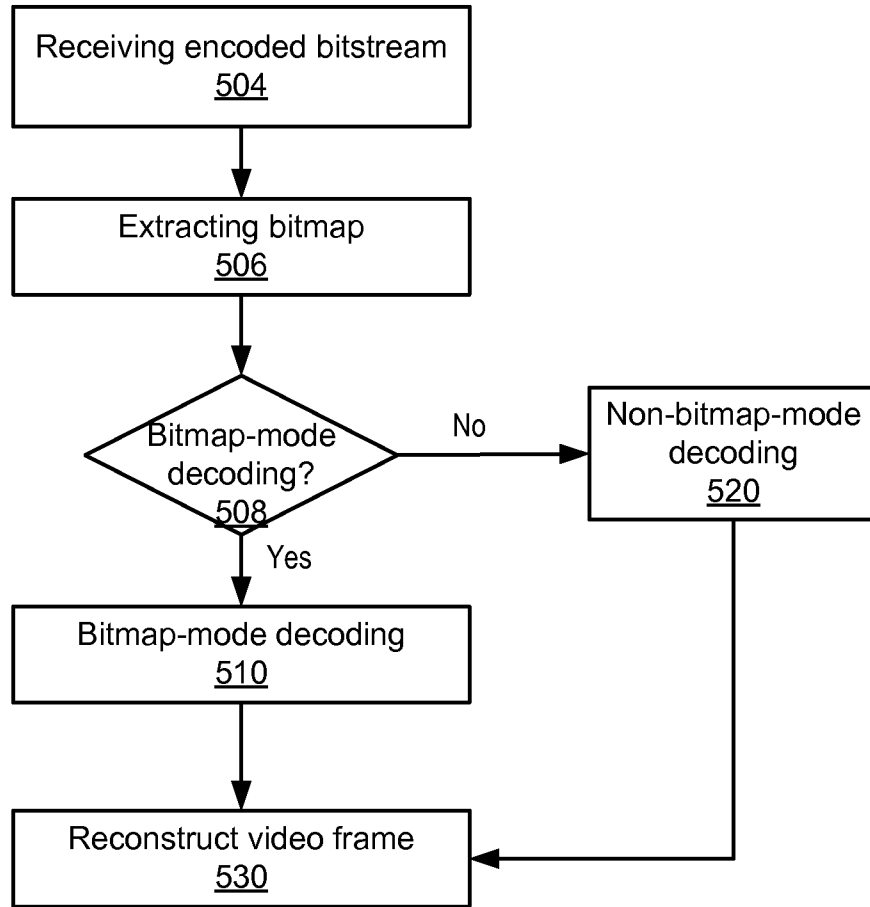 Receiving encoded bitstream
504
Extracting bitmap
506
Bitmap-mode
decoding?
508
No
Non-bitmap-mode
decoding
520
Yes
Bitmap-mode decoding
510
Reconstruct video frame
530